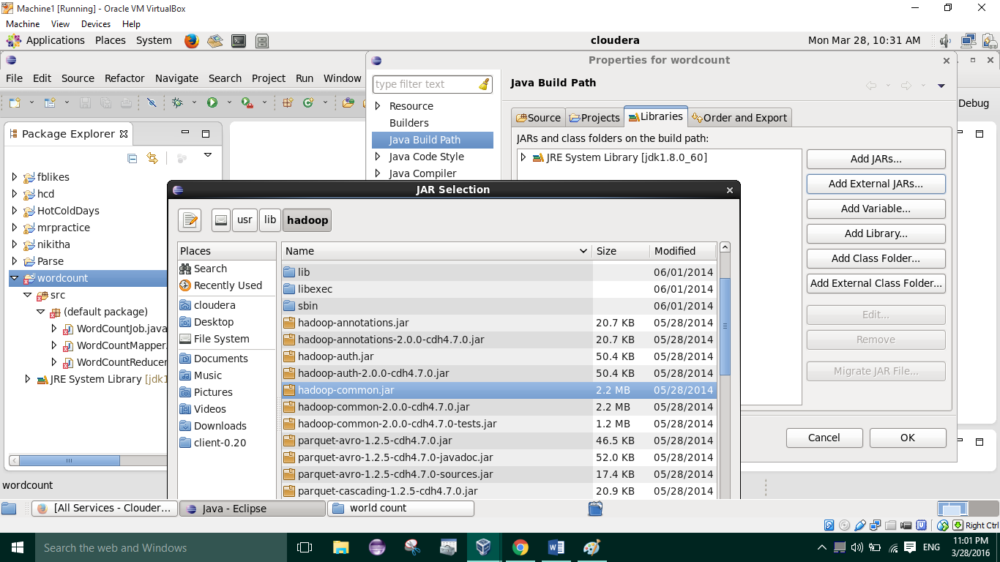 Machine1 [Running] - Oracle VM VirtualBox
Machine View Devices Help
Applications Places System cloudera Mon Mar 28, 10:31 AM
Properties for wordcount
File Edit Source Refactor Navigate Search Project Run Window
type filter text
Java Build Path
Debug
Resource
Builders
Java Build Path
Java Code Style
Java Compiler
Source Projects Libraries Order and Export
JARs and class folders on the build path:
JRE System Library [jdk1.8.0_60]
Add JARs...
Add External JARs...
Add Variable...
Add Library...
Add Class Folder...
Add External Class Folder...
Edit...
Remove
Migrate JAR File...
Cancel OK
Package Explorer
fblikes
hcd
HotColdDays
mrpractice
nikitha
Parse
wordcount
src
(default package)
WordCountJob.java
WordCountMapper.
WordCountReducer
JRE System Library [jdk1
JAR Selection
usr lib hadoop
Places
Search
Recently Used
cloudera
Desktop
File System
Documents
Music
Pictures
Videos
Downloads
client-0.20
Name Size Modified
lib 06/01/2014
libexec 06/01/2014
sbin 06/01/2014
hadoop-annotations.jar 20.7 KB 05/28/2014
hadoop-annotations-2.0.0-cdh4.7.0.jar 20.7 KB 05/28/2014
hadoop-auth.jar 50.4 KB 05/28/2014
hadoop-auth-2.0.0-cdh4.7.0.jar 50.4 KB 05/28/2014
hadoop-common.jar 2.2 MB 05/28/2014
hadoop-common-2.0.0-cdh4.7.0.jar 2.2 MB 05/28/2014
hadoop-common-2.0.0-cdh4.7.0-tests.jar 1.2 MB 05/28/2014
parquet-avro-1.2.5-cdh4.7.0.jar 46.5 KB 05/28/2014
parquet-avro-1.2.5-cdh4.7.0-javadoc.jar 52.0 KB 05/28/2014
parquet-avro-1.2.5-cdh4.7.0-sources.jar 17.4 KB 05/28/2014
parquet-cascading-1.2.5-cdh4.7.0.jar 20.9 KB 05/28/2014
wordcount
[All Services - Clouder... Java - Eclipse world count
Right Ctrl
Search the web and Windows
ENG
11:01 PM
3/28/2016